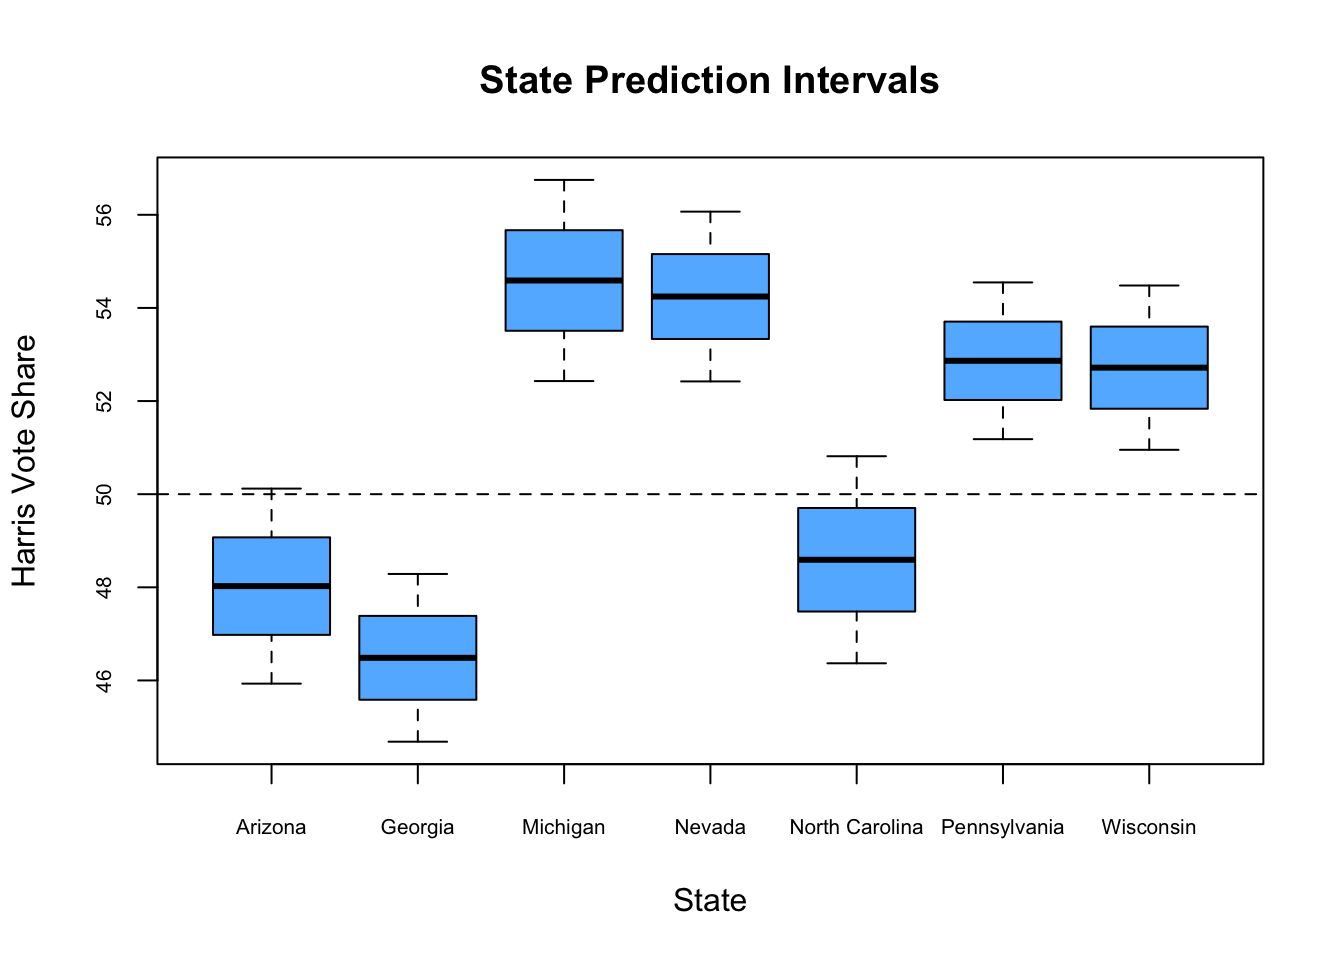 State Prediction Intervals
Harris Vote Share
56
54
52
50
48
46
Arizona Georgia Michigan Nevada North Carolina Pennsylvania Wisconsin
State